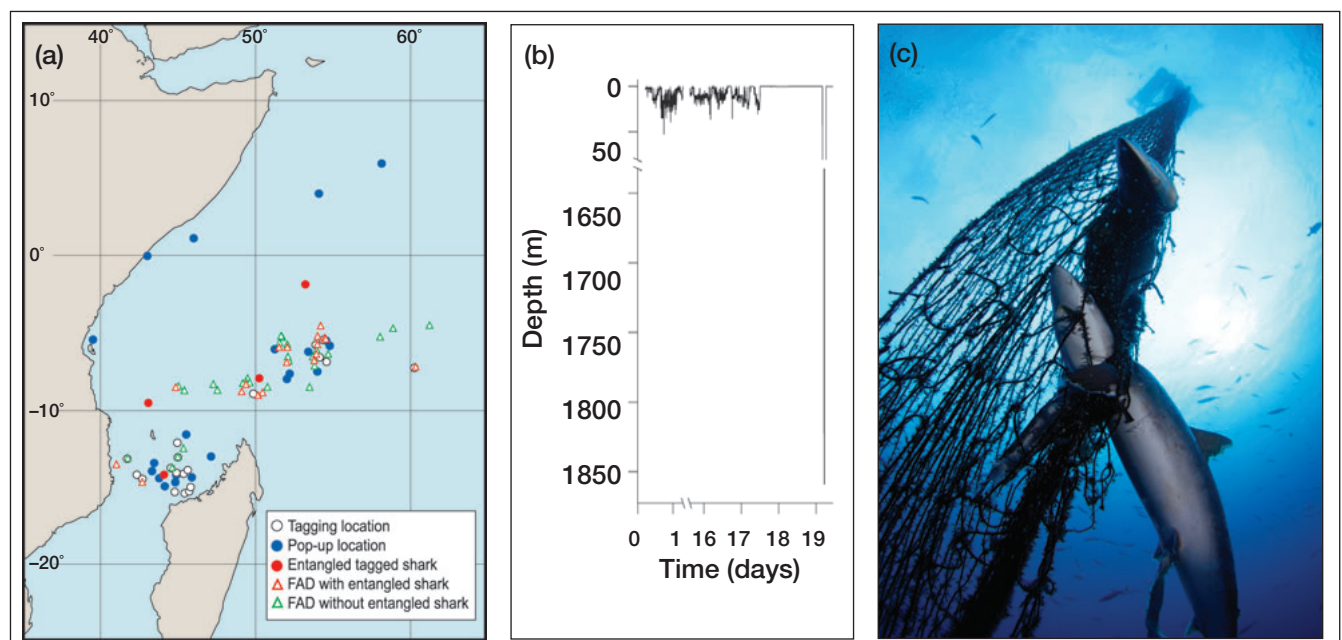 (a)
40°
50°
60°
10°
0°
−10°
−20°
Tagging location
Pop-up location
Entangled tagged shark
FAD with entangled shark
FAD without entangled shark
(b)
0
50
1650
1700
1750
1800
1850
Depth (m)
0 1 16 17 18 19
Time (days)
(c)